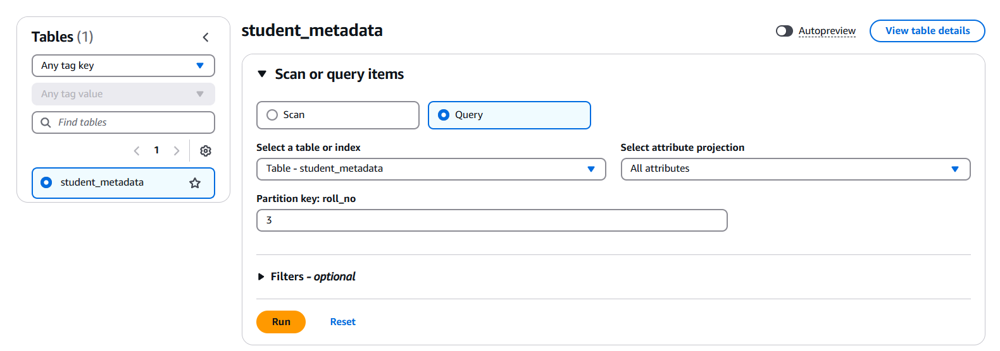 Tables (1)
Any tag key
Any tag value
Find tables
1
student_metadata
student_metadata
Autopreview
View table details
Scan or query items
Scan
Query
Select a table or index
Select attribute projection
Table - student_metadata
All attributes
Partition key: roll_no
3
Filters - optional
Run
Reset